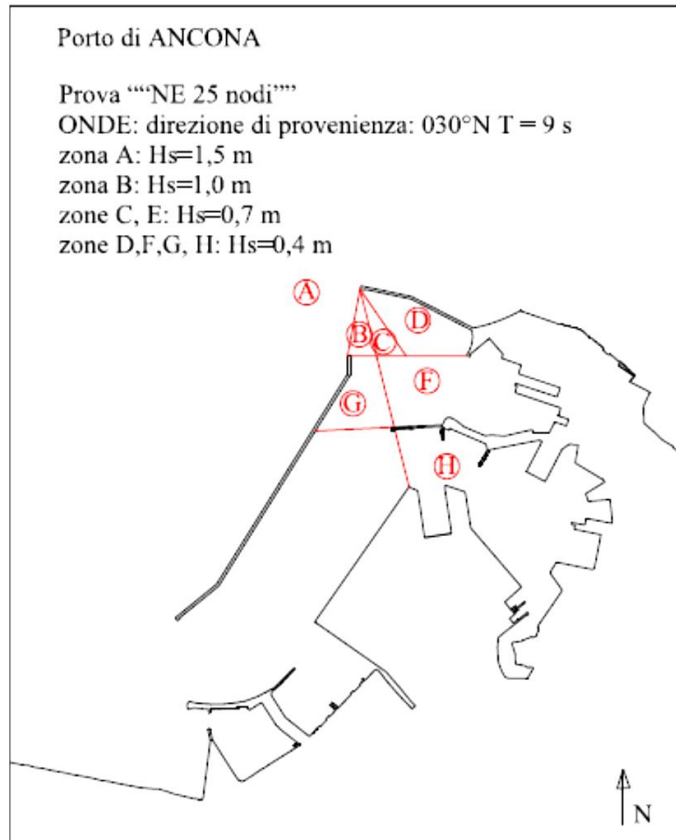 Porto di ANCONA
Prova ““NE 25 nodi””
ONDE: direzione di provenienza: 030°N T = 9 s
zona A: Hs=1,5 m
zona B: Hs=1,0 m
zone C, E: Hs=0,7 m
zone D,F,G, H: Hs=0,4 m
A
D
B
C
F
G
H
N